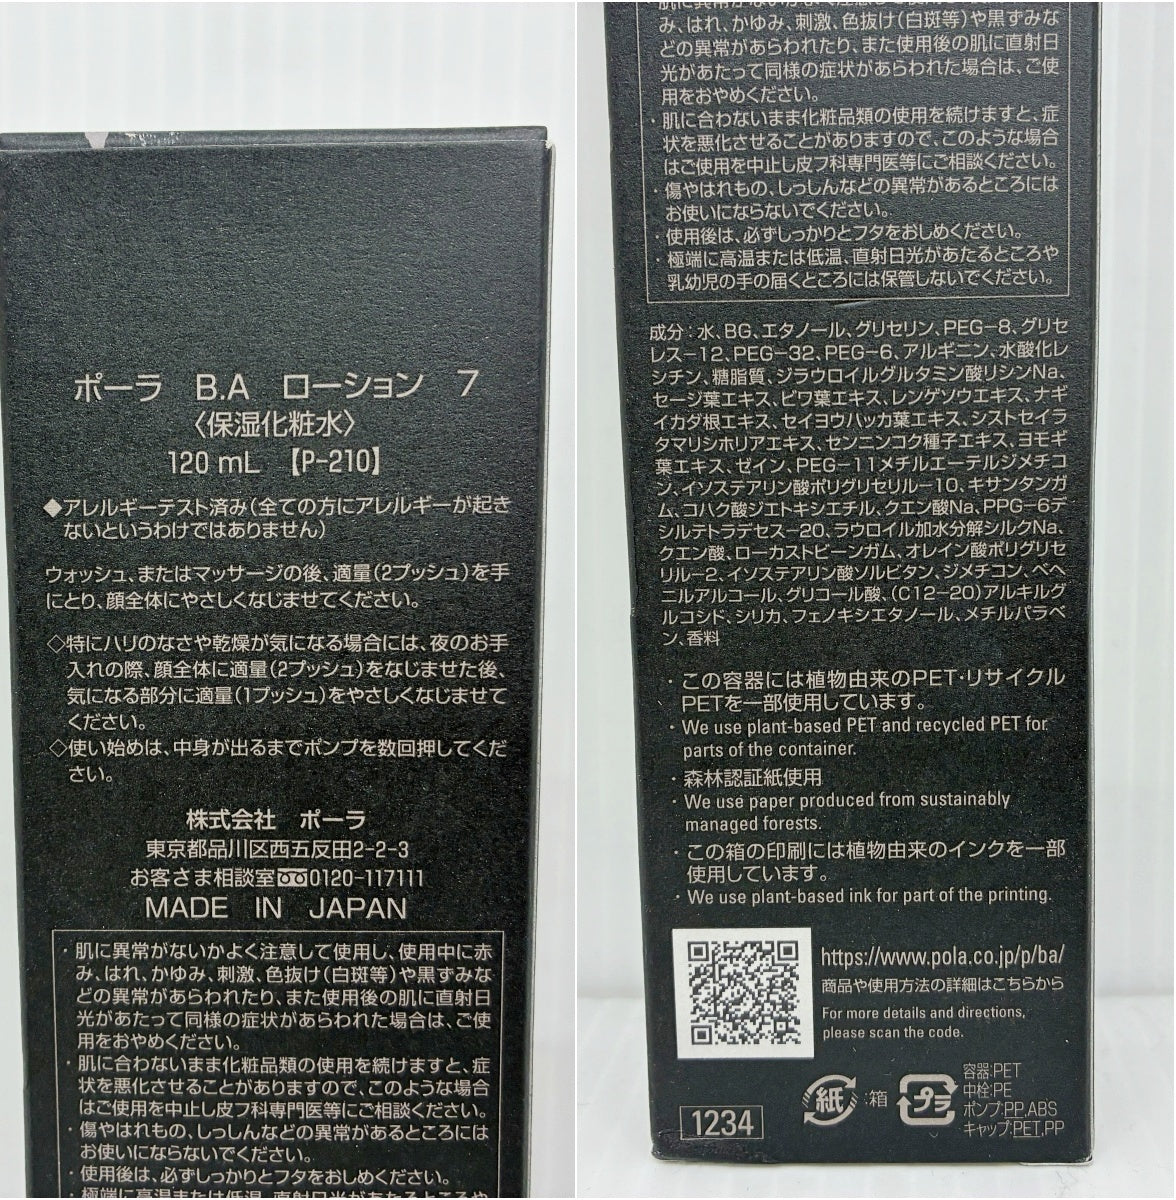 ポーラ B.A ローション 7
〈保湿化粧水〉
120 mL 【P-210】
◆アレルギーテスト済み(全ての方にアレルギーが起き
ないというわけではありません)
ウォッシュ、またはマッサージの後、適量(2プッシュ)を手
にとり、顔全体にやさしくなじませてください。
◇特にハリのなさや乾燥が気になる場合には、夜のお手
入れの際、顔全体に適量(2プッシュ)をなじませた後、
気になる部分に適量(1プッシュ)をやさしくなじませて
ください。
◇使い始めは、中身が出るまでポンプを数回押してくだ
さい。
株式会社 ポーラ
東京都品川区西五反田2-2-3
お客さま相談室 0120-117111
MADE IN JAPAN
・肌に異常がないかよく注意して使用し、使用中に赤
み、はれ、かゆみ、刺激、色抜け(白斑等)や黒ずみな
どの異常があらわれたり、また使用後の肌に直射日
光があたって同様の症状があらわれた場合は、ご使
用をおやめください。
・肌に合わないまま化粧品類の使用を続けますと、症
状を悪化させることがありますので、このような場合
はご使用を中止し皮フ科専門医等にご相談ください。
・傷やはれもの、しっしんなどの異常があるところには
お使いにならないでください。
・使用後は、必ずしっかりとフタをおしめください。
・極端に高温または低温、直射日光があたるところや
肌に異常がないかよく注意して使用し、使用中に赤
み、はれ、かゆみ、刺激、色抜け(白斑等)や黒ずみな
どの異常があらわれたり、また使用後の肌に直射日
光があたって同様の症状があらわれた場合は、ご使
用をおやめください。
・肌に合わないまま化粧品類の使用を続けますと、症
状を悪化させることがありますので、このような場合
はご使用を中止し皮フ科専門医等にご相談ください。
・傷やはれもの、しっしんなどの異常があるところには
お使いにならないでください。
・使用後は、必ずしっかりとフタをおしめください。
・極端に高温または低温、直射日光があたるところや
乳幼児の手の届くところには保管しないでください。
成分:水、BG、エタノール、グリセリン、PEG-8、グリセ
レス-12、PEG-32、PEG-6、アルギニン、水酸化レ
シチン、糖脂質、ジラウロイルグルタミン酸リシンNa、
セージ葉エキス、ビワ葉エキス、レンゲソウエキス、ナギ
イカダ根エキス、セイヨウハッカ葉エキス、シストセイラ
タマリシホリアエキス、センニンコク種子エキス、ヨモギ
葉エキス、ゼイン、PEG-11メチルエーテルジメチコ
ン、イソステアリン酸ポリグリセリル-10、キサンタンガ
ム、コハク酸ジエトキシエチル、クエン酸Na、PPG-6デ
シルテトラデセス-20、ラウロイル加水分解シルクNa、
クエン酸、ローカストビーンガム、オレイン酸ポリグリセ
リル-2、イソステアリン酸ソルビタン、ジメチコン、ベヘ
ニルアルコール、グリコール酸、(C12-20)アルキルグ
ルコシド、シリカ、フェノキシエタノール、メチルパラベ
ン、香料
・この容器には植物由来のPET・リサイクル
PETを一部使用しています。
・We use plant-based PET and recycled PET for
parts of the container.
・森林認証紙使用
・We use paper produced from sustainably
managed forests.
・この箱の印刷には植物由来のインクを一部
使用しています。
・We use plant-based ink for part of the printing.
https://www.pola.co.jp/p/ba/
商品や使用方法の詳細はこちらから
For more details and directions,
please scan the code.
1234
紙 :箱
プラ
容器:PET
中栓:PE
ポンプ:PP,ABS
キャップ:PET,PP